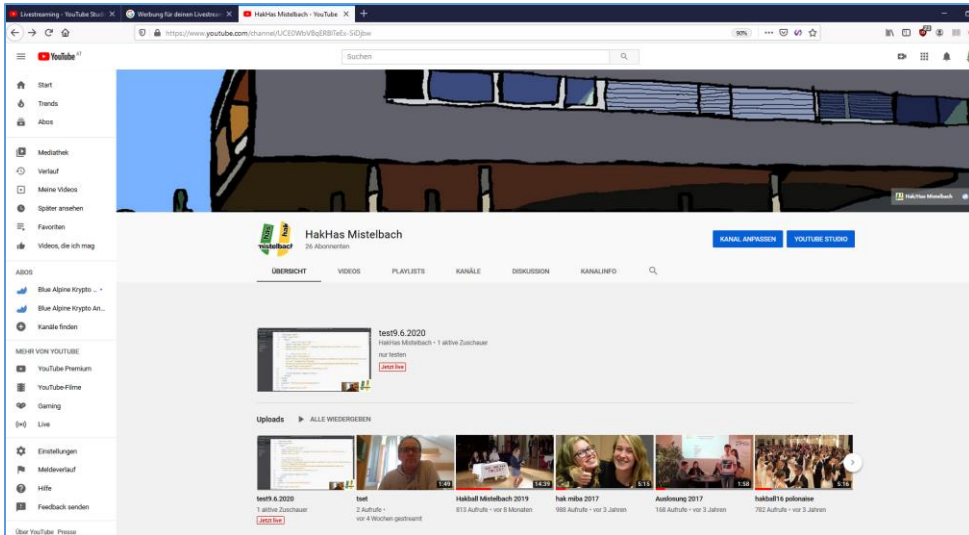 Livestreaming - YouTube Studi
Werbung für deinen Livestrean
HakHas Mistelbach - YouTube
90%
YouTube AT
Suchen
Start
Trends
Abos
Mediathek
Verlauf
Meine Videos
Später ansehen
Favoriten
Videos, die ich mag
ABOS
Blue Alpine Krypto ...
Blue Alpine Krypto An...
Kanäle finden
MEHR VON YOUTUBE
YouTube Premium
YouTube-Filme
Gaming
Live
Einstellungen
Meldeverlauf
Hilfe
Feedback senden
Über YouTube Presse
HakHas Mistelbach
has hak
mistelbach
HakHas Mistelbach
26 Abonnenten
KANAL ANPASSEN YOUTUBE STUDIO
ÜBERSICHT VIDEOS PLAYLISTS KANÄLE DISKUSSION KANALINFO
test9.6.2020
HakHas Mistelbach • 1 aktive Zuschauer
nur testen
Jetzt live
Uploads ALLE WIEDERGEBEN
1:49 14:39 5:15 1:58 5:16
test9.6.2020
1 aktive Zuschauer
Jetzt live
tset
2 Aufrufe •
vor 4 Wochen gestreamt
Hakball Mistelbach 2019
813 Aufrufe • vor 8 Monaten
hak miba 2017
988 Aufrufe • vor 3 Jahren
Auslosung 2017
168 Aufrufe • vor 3 Jahren
hakball16 polonaise
782 Aufrufe • vor 3 Jahren